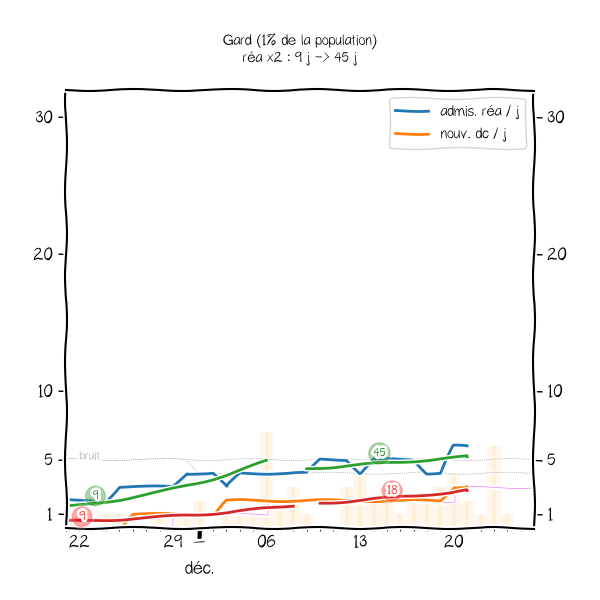 Gard (1% de la population)
réa x2 : 9 j -> 45 j
admis. réa / j
nouv. dc / j
30 30
20 20
10 10
5 5
1 1
bruit
9
45
9
18
22 29 1 06 13 20
déc.